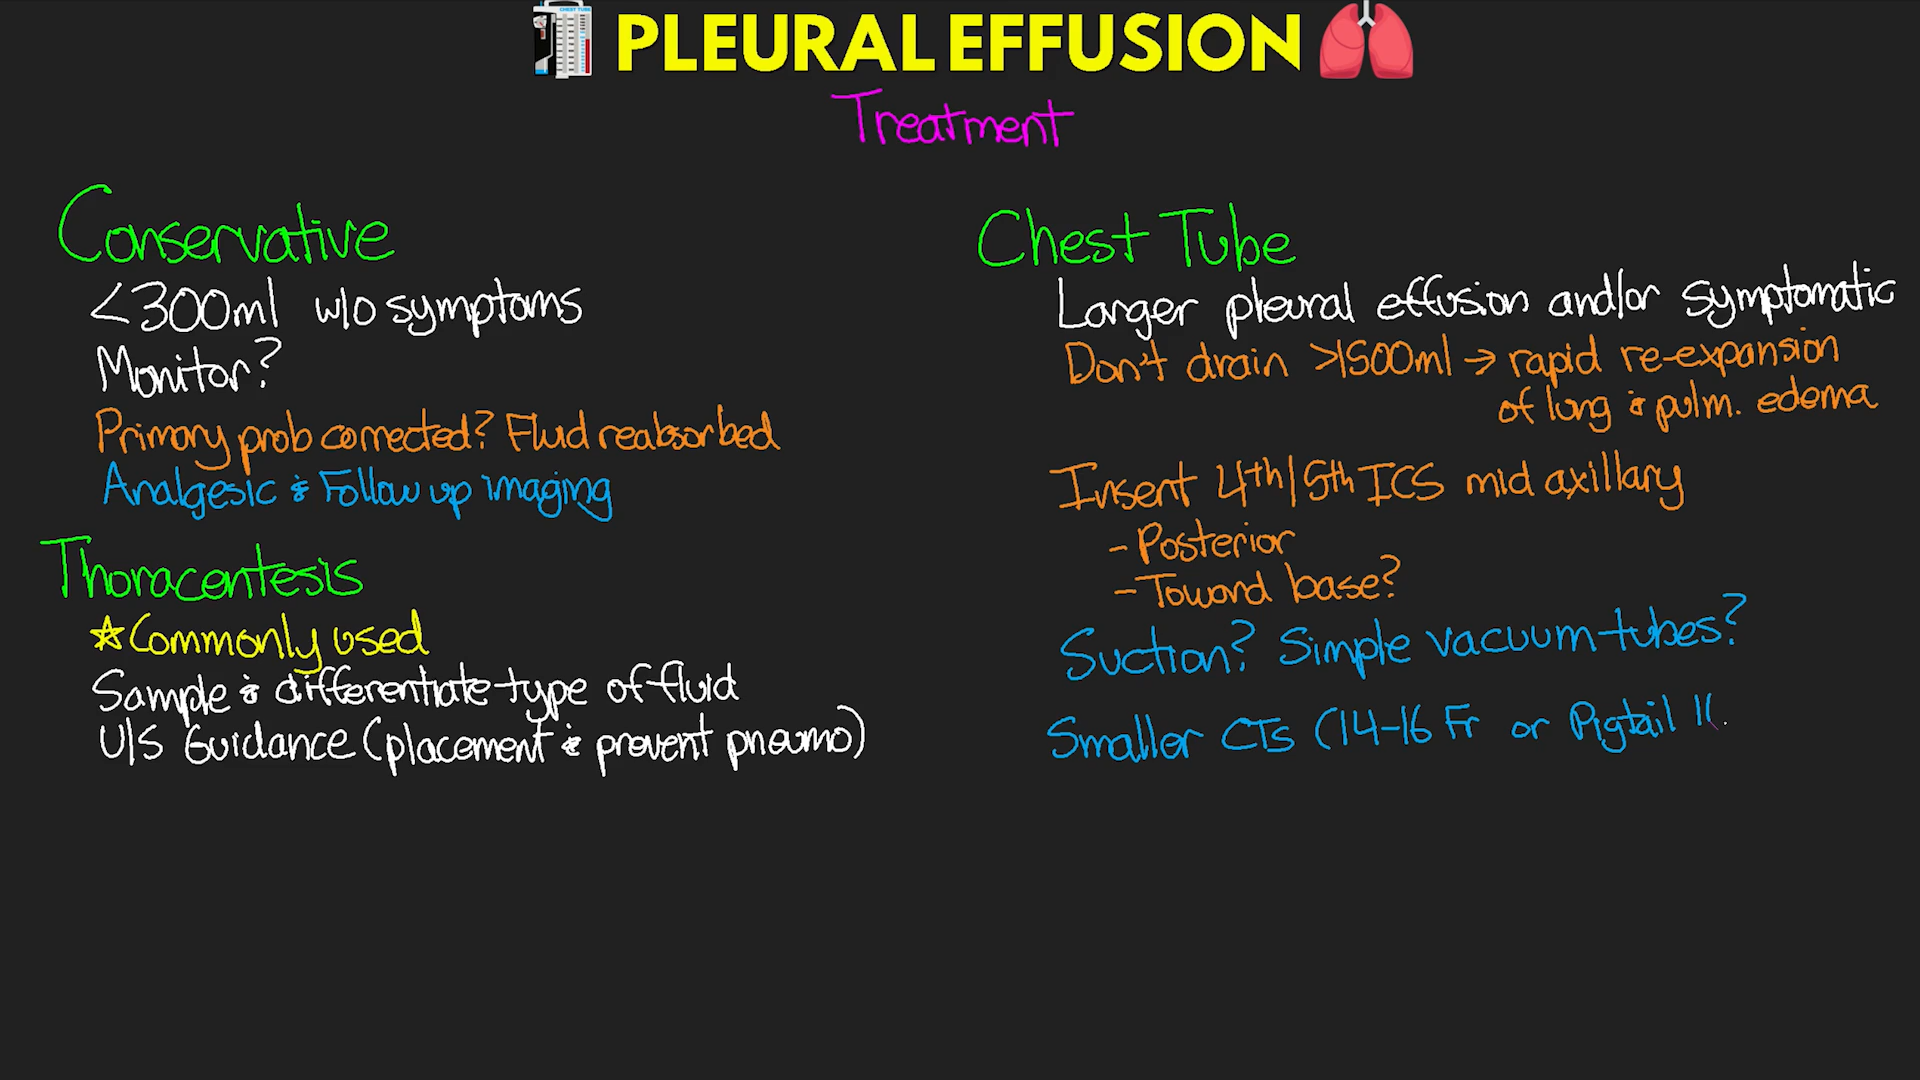 CHEST TUBE
PLEURAL EFFUSION
Treatment
Conservative
<300ml w/o symptoms
Monitor?
Primary prob corrected? Fluid reabsorbed
Analgesic & Follow up imaging
Thoracentesis
☆Commonly used
Sample & differentiate type of fluid
U/S Guidance (placement & prevent pneumo)
Chest Tube
Larger pleural effusion and/or symptomatic
Don't drain >1500ml → rapid re-expansion
of lung & pulm. edema
Insert 4th/5th ICS mid axillary
- Posterior
- Toward base?
Suction? Simple vacuum tubes?
Smaller CTs (14-16 Fr or Pigtail